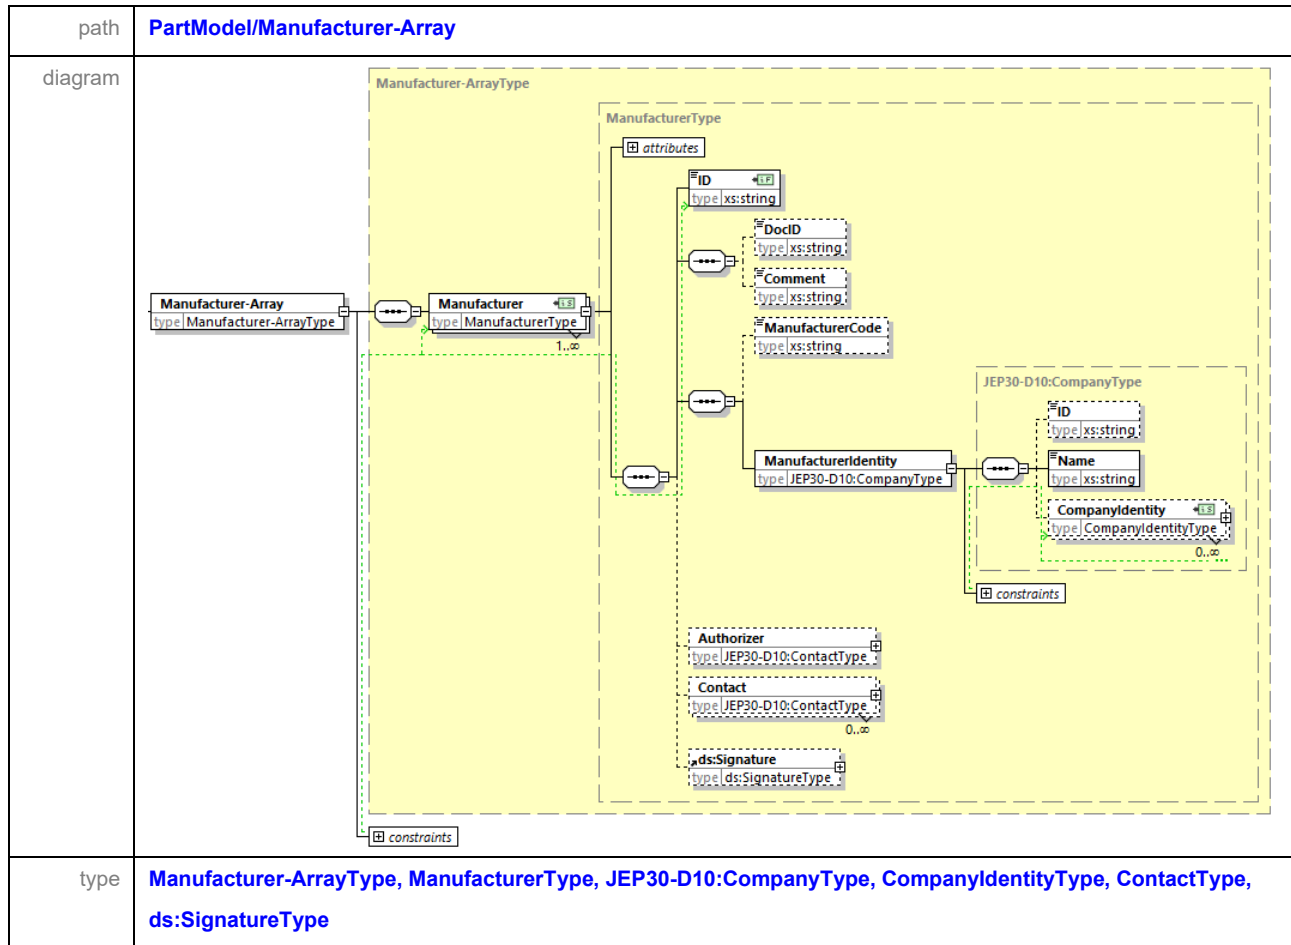 path
PartModel/Manufacturer-Array
diagram
Manufacturer-ArrayType
ManufacturerType
attributes
ID
type xs:string
DocID
type xs:string
Comment
type xs:string
Manufacturer-Array
type Manufacturer-ArrayType
Manufacturer
type ManufacturerType
1..∞
ManufacturerCode
type xs:string
JEP30-D10:CompanyType
ID
type xs:string
ManufacturerIdentity
type JEP30-D10:CompanyType
Name
type xs:string
CompanyIdentity
type CompanyIdentityType
0..∞
constraints
Authorizer
type JEP30-D10:ContactType
Contact
type JEP30-D10:ContactType
0..∞
ds:Signature
type ds:SignatureType
constraints
type
Manufacturer-ArrayType, ManufacturerType, JEP30-D10:CompanyType, CompanyIdentityType, ContactType,
ds:SignatureType